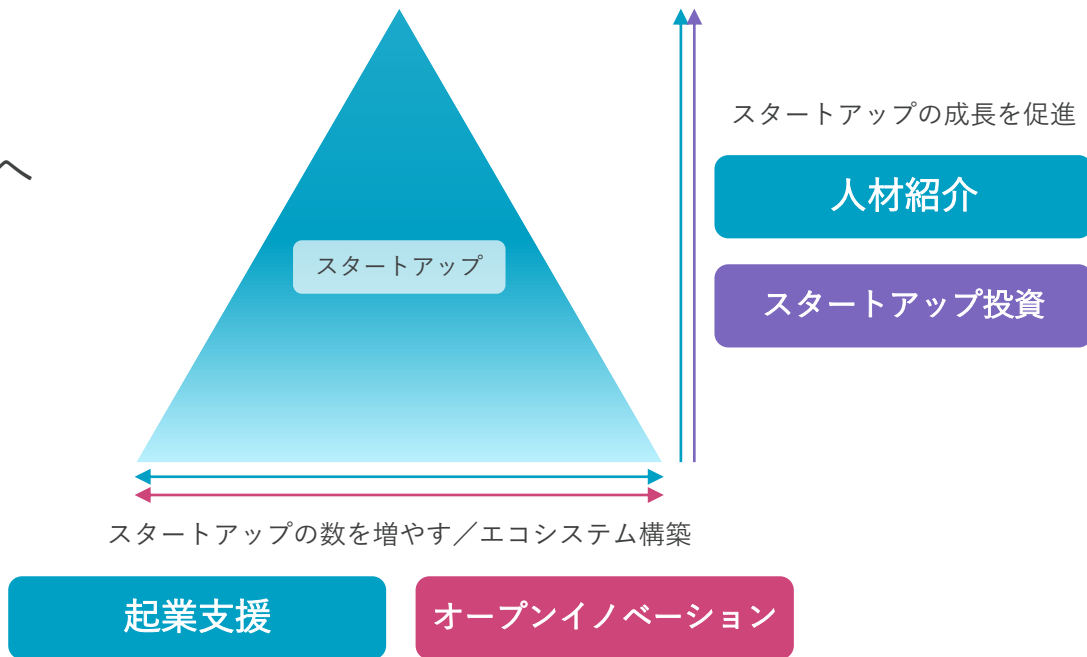 スタートアップの成長を促進
へ
人材紹介
スタートアップ
スタートアップ投資
スタートアップの数を増やす／エコシステム構築
起業支援
オープンイノベーション